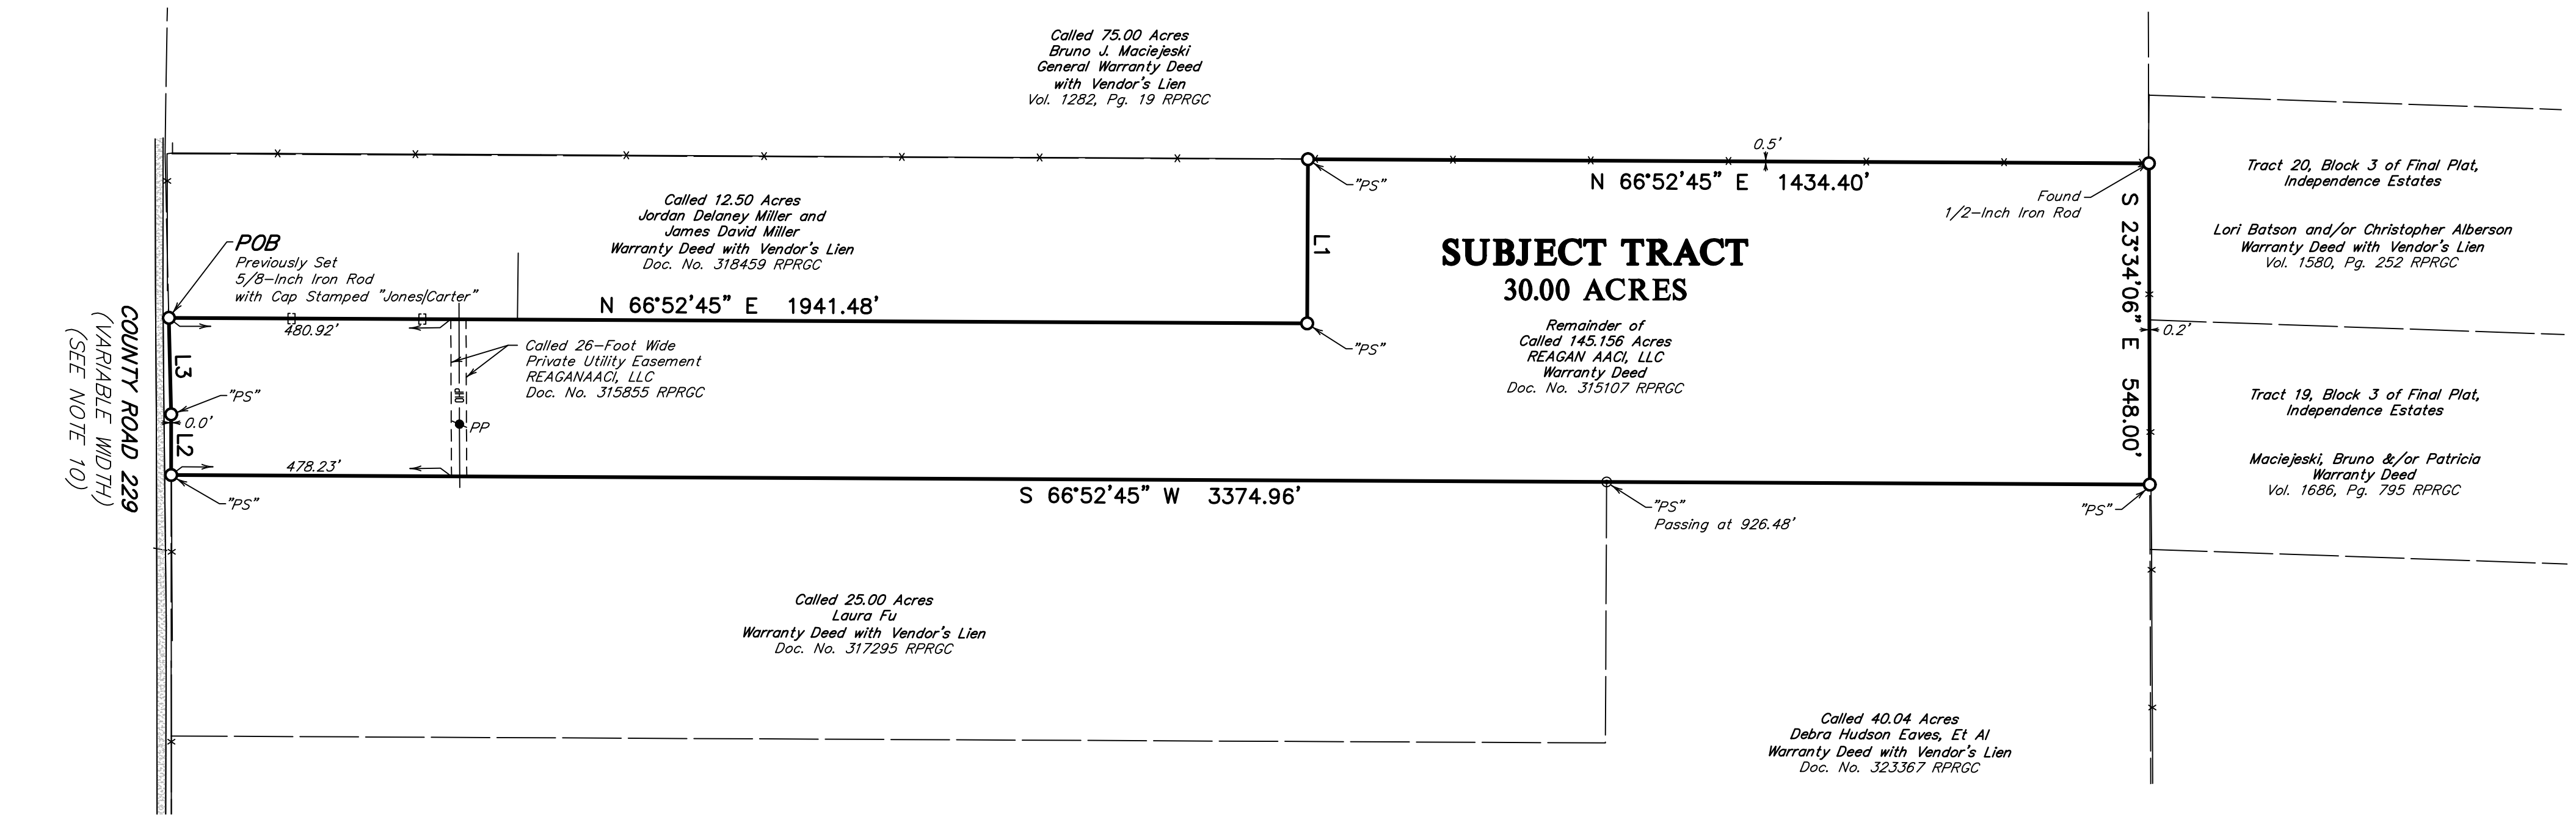 Called 75.00 Acres
Bruno J. Maciejeski
General Warranty Deed
with Vendor's Lien
Vol. 1282, Pg. 19 RPRGC
0.5'
N 66°52'45" E 1434.40'
"PS"
Found
1/2-Inch Iron Rod
Tract 20, Block 3 of Final Plat,
Independence Estates
Lori Batson and/or Christopher Alberson
Warranty Deed with Vendor's Lien
Vol. 1580, Pg. 252 RPRGC
Called 12.50 Acres
Jordan Delaney Miller and
James David Miller
Warranty Deed with Vendor's Lien
Doc. No. 318459 RPRGC
POB
Previously Set
5/8-Inch Iron Rod
with Cap Stamped "Jones|Carter"
L1
SUBJECT TRACT
30.00 ACRES
Remainder of
Called 145.156 Acres
REAGAN AACI, LLC
Warranty Deed
Doc. No. 315107 RPRGC
S 23°34'06" E 548.00'
0.2'
N 66°52'45" E 1941.48'
480.92'
"PS"
Called 26-Foot Wide
Private Utility Easement
REAGANAACI, LLC
Doc. No. 315855 RPRGC
COUNTY ROAD 229
(VARIABLE WIDTH)
(SEE NOTE 10)
L3
"PS"
0.0'
L2
OHP
PP
478.23'
"PS"
S 66°52'45" W 3374.96'
"PS"
Passing at 926.48'
"PS"
Tract 19, Block 3 of Final Plat,
Independence Estates
Maciejeski, Bruno &/or Patricia
Warranty Deed
Vol. 1686, Pg. 795 RPRGC
Called 25.00 Acres
Laura Fu
Warranty Deed with Vendor's Lien
Doc. No. 317295 RPRGC
Called 40.04 Acres
Debra Hudson Eaves, Et Al
Warranty Deed with Vendor's Lien
Doc. No. 323367 RPRGC